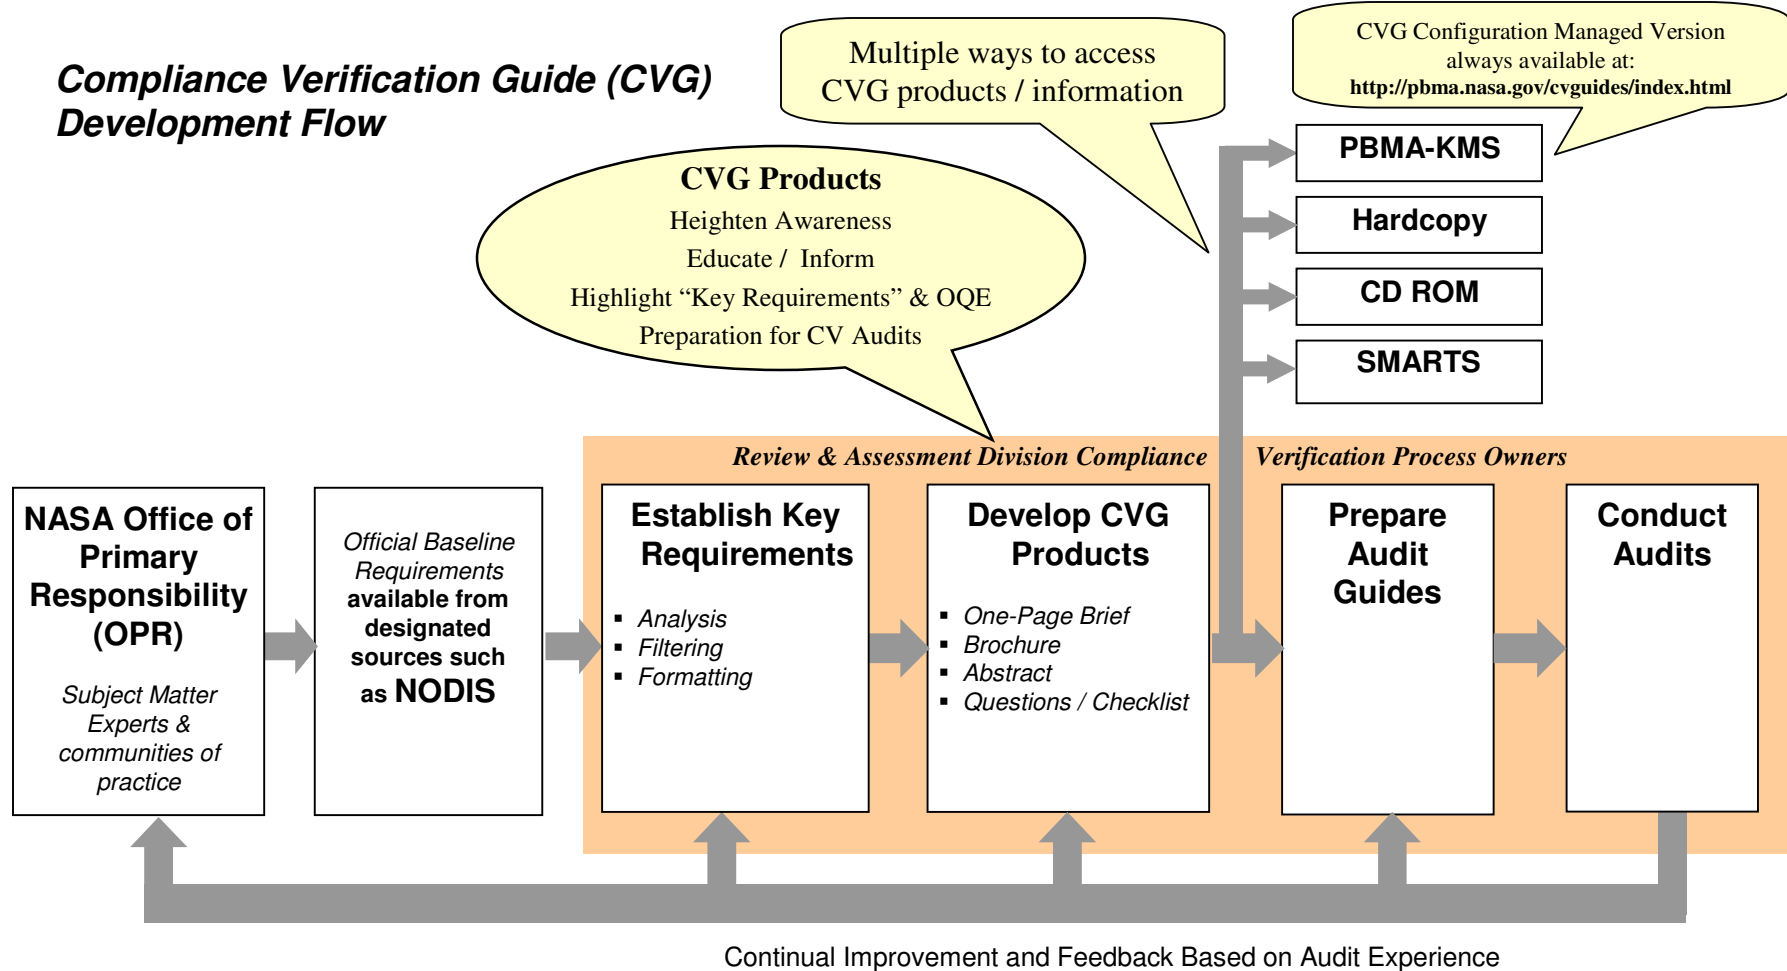 Compliance Verification Guide (CVG)
Development Flow
Multiple ways to access
CVG products / information
CVG Configuration Managed Version
always available at:
http://pbma.nasa.gov/cvguides/index.html
CVG Products
Heighten Awareness
Educate / Inform
Highlight “Key Requirements” & OQE
Preparation for CV Audits
PBMA-KMS
Hardcopy
CD ROM
SMARTS
Review & Assessment Division Compliance Verification Process Owners
NASA Office of
Primary
Responsibility
(OPR)
Subject Matter
Experts &
communities of
practice
Official Baseline
Requirements
available from
designated
sources such
as NODIS
Establish Key
Requirements
▪ Analysis
▪ Filtering
▪ Formatting
Develop CVG
Products
▪ One-Page Brief
▪ Brochure
▪ Abstract
▪ Questions / Checklist
Prepare
Audit
Guides
Conduct
Audits
Continual Improvement and Feedback Based on Audit Experience